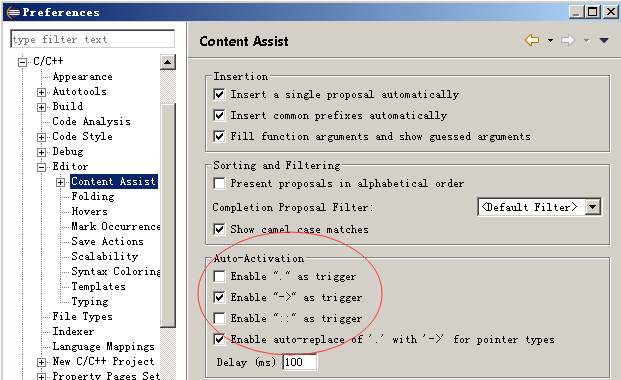 Preferences
type filter text
C/C++
Appearance
Autotools
Build
Code Analysis
Code Style
Debug
Editor
Content Assist
Folding
Hovers
Mark Occurrence
Save Actions
Scalability
Syntax Coloring
Templates
Typing
File Types
Indexer
Language Mappings
New C/C++ Project
Property Pages Set
Content Assist
Insertion
Insert a single proposal automatically
Insert common prefixes automatically
Fill function arguments and show guessed arguments
Sorting and Filtering
Present proposals in alphabetical order
Completion Proposal Filter:
<Default Filter>
Show camel case matches
Auto-Activation
Enable "." as trigger
Enable "->" as trigger
Enable "::" as trigger
Enable auto-replace of '.' with '->' for pointer types
Delay (ms) 100